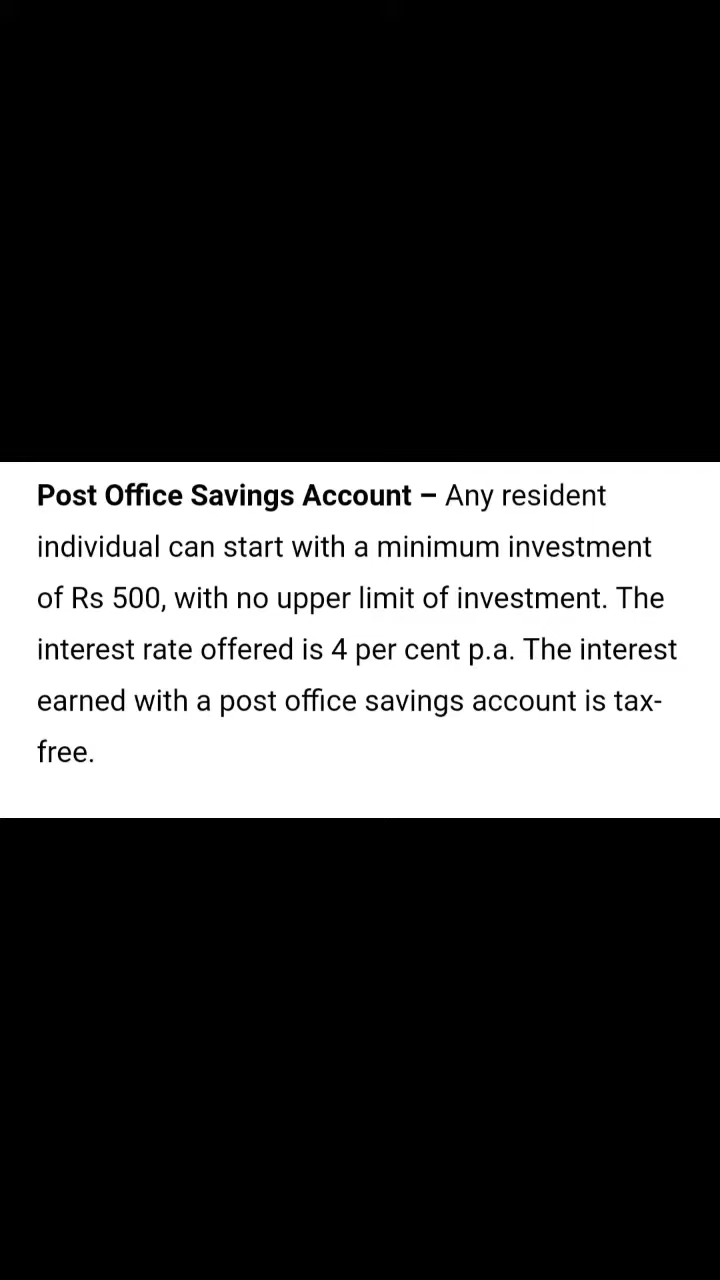 Post Office Savings Account – Any resident
individual can start with a minimum investment
of Rs 500, with no upper limit of investment. The
interest rate offered is 4 per cent p.a. The interest
earned with a post office savings account is tax-
free.